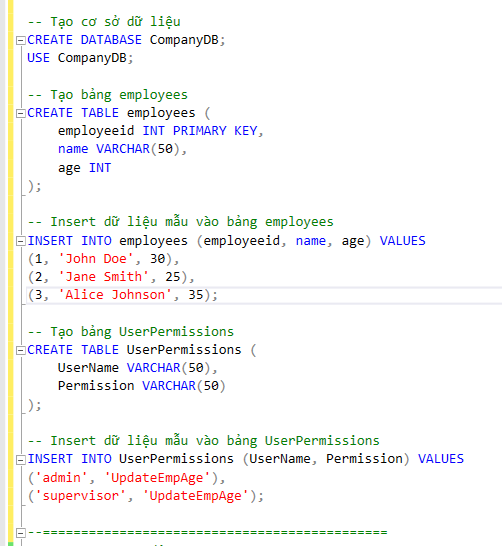 -- Tạo cơ sở dữ liệu
CREATE DATABASE CompanyDB;
USE CompanyDB;
-- Tạo bảng employees
CREATE TABLE employees (
employeeid INT PRIMARY KEY,
name VARCHAR(50),
age INT
);
-- Insert dữ liệu mẫu vào bảng employees
INSERT INTO employees (employeeid, name, age) VALUES
(1, 'John Doe', 30),
(2, 'Jane Smith', 25),
(3, 'Alice Johnson', 35);
-- Tạo bảng UserPermissions
CREATE TABLE UserPermissions (
UserName VARCHAR(50),
Permission VARCHAR(50)
);
-- Insert dữ liệu mẫu vào bảng UserPermissions
INSERT INTO UserPermissions (UserName, Permission) VALUES
('admin', 'UpdateEmpAge'),
('supervisor', 'UpdateEmpAge');
--=============================================